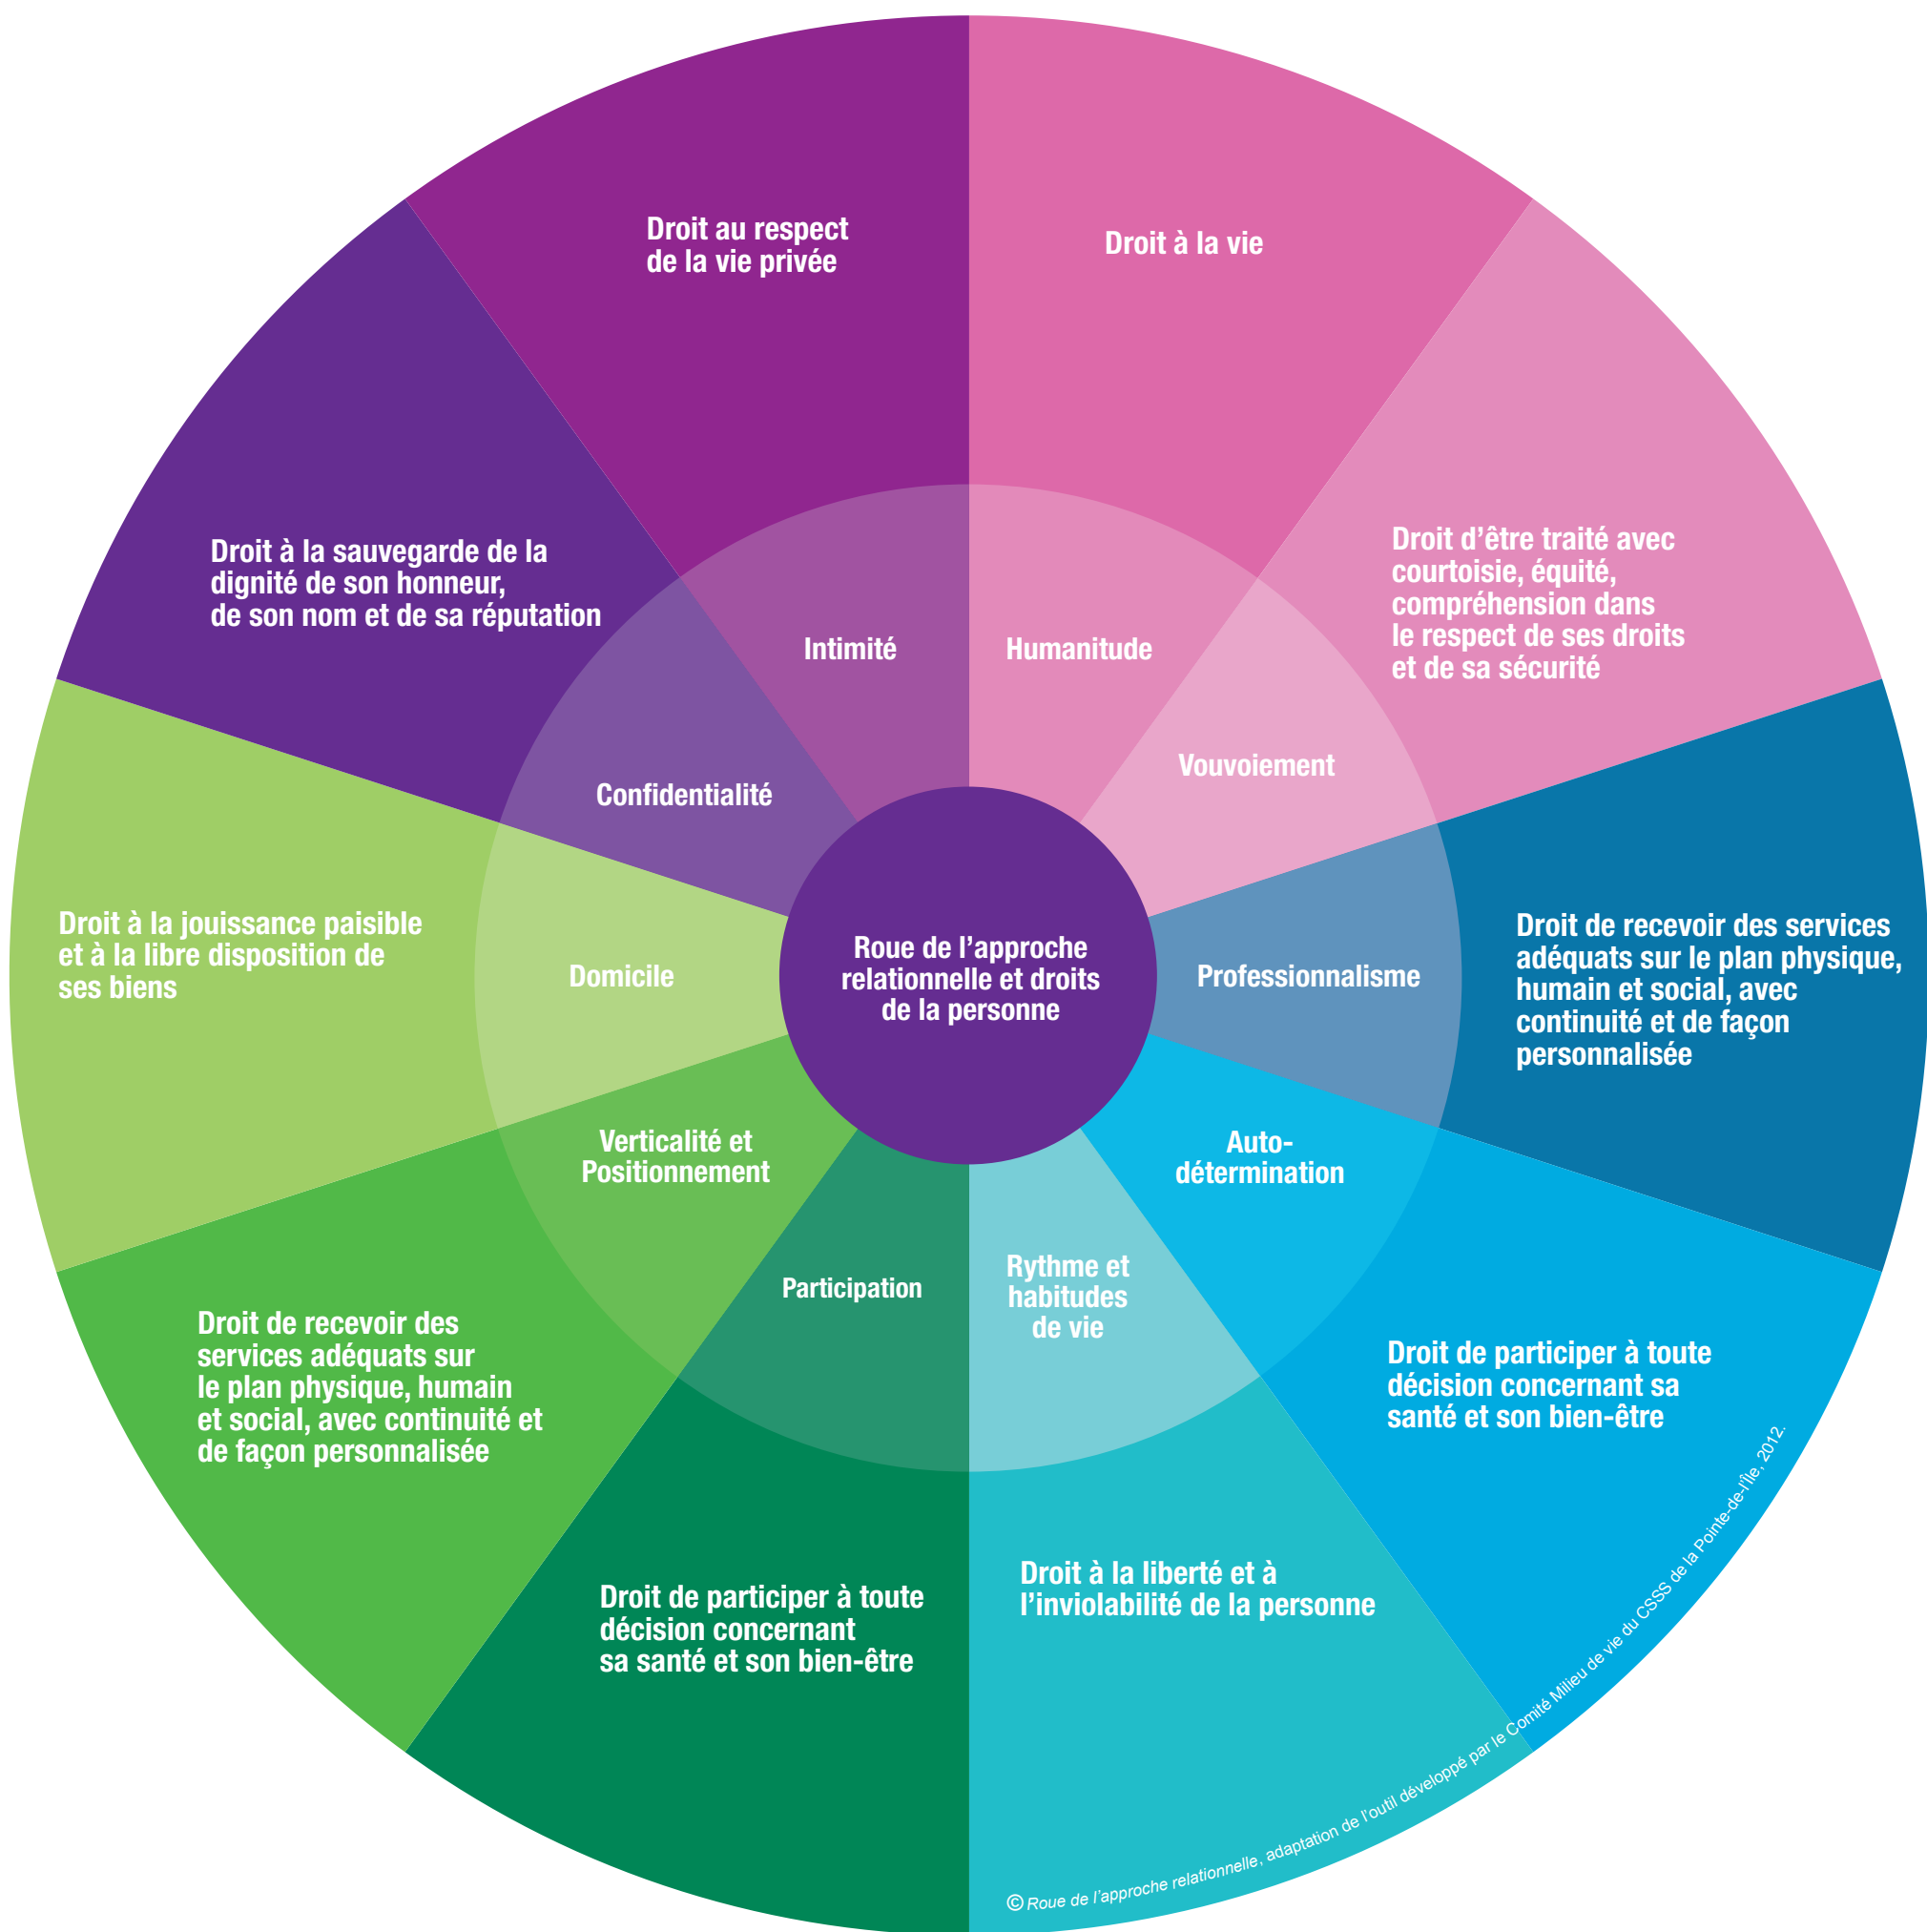 Droit au respect
de la vie privée
Droit à la vie
Droit d'être traité avec
courtoisie, équité,
compréhension dans
le respect de ses droits
et de sa sécurité
Droit à la sauvegarde de la
dignité de son honneur,
de son nom et de sa réputation
Intimité
Humanitude
Vouvoiement
Confidentialité
Droit à la jouissance paisible
et à la libre disposition de
ses biens
Domicile
Roue de l'approche
relationnelle et droits
de la personne
Professionnalisme
Droit de recevoir des services
adéquats sur le plan physique,
humain et social, avec
continuité et de façon
personnalisée
Verticalité et
Positionnement
Auto-
détermination
Participation
Rythme et
habitudes
de vie
Droit de recevoir des
services adéquats sur
le plan physique, humain
et social, avec continuité et
de façon personnalisée
Droit de participer à toute
décision concernant sa
santé et son bien-être
Droit de participer à toute
décision concernant
sa santé et son bien-être
Droit à la liberté et à
l'inviolabilité de la personne
© Roue de l'approche relationnelle, adaptation de l'outil développé par le Comité Milieu de vie du CSSS de la Pointe-de-l'Île, 2012.